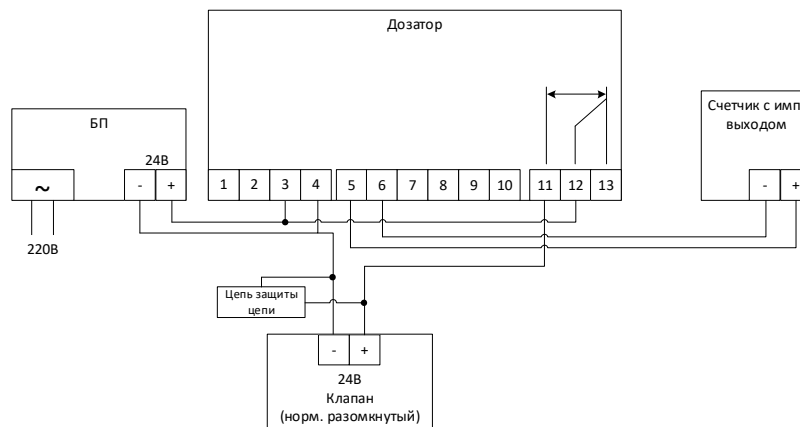 Дозатор
БП
24В
~
- +
220В
1 2 3 4 5 6 7 8 9 10 11 12 13
Счетчик с имп.
выходом
- +
Цепь защиты
цепи
- +
24В
Клапан
(норм. разомкнутый)